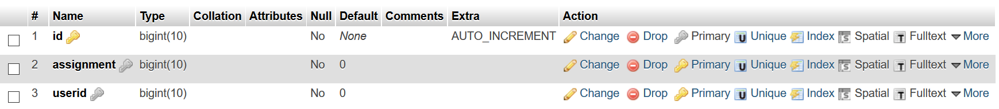 # Name Type Collation Attributes Null Default Comments Extra Action
1 id bigint(10) No None AUTO_INCREMENT Change Drop Primary Unique Index Spatial Fulltext More
2 assignment bigint(10) No 0 Change Drop Primary Unique Index Spatial Fulltext More
3 userid bigint(10) No 0 Change Drop Primary Unique Index Spatial Fulltext More